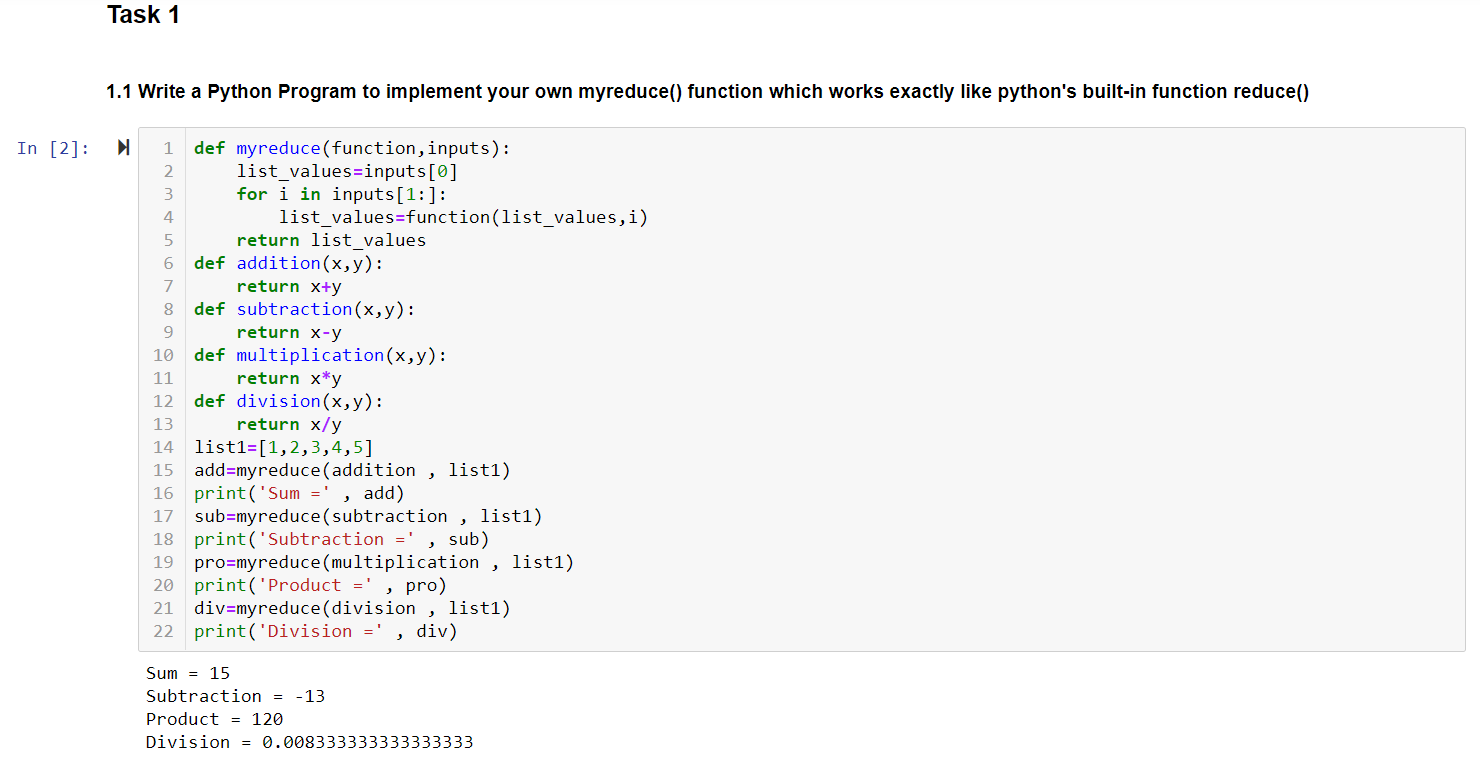 Task 1
1.1 Write a Python Program to implement your own myreduce() function which works exactly like python's built-in function reduce()
In [2]:
1 def myreduce(function,inputs):
2     list_values=inputs[0]
3     for i in inputs[1:]:
4         list_values=function(list_values,i)
5     return list_values
6 def addition(x,y):
7     return x+y
8 def subtraction(x,y):
9     return x-y
10 def multiplication(x,y):
11     return x*y
12 def division(x,y):
13     return x/y
14 list1=[1,2,3,4,5]
15 add=myreduce(addition , list1)
16 print('Sum =' , add)
17 sub=myreduce(subtraction , list1)
18 print('Subtraction =' , sub)
19 pro=myreduce(multiplication , list1)
20 print('Product =' , pro)
21 div=myreduce(division , list1)
22 print('Division =' , div)
Sum = 15
Subtraction = -13
Product = 120
Division = 0.008333333333333333